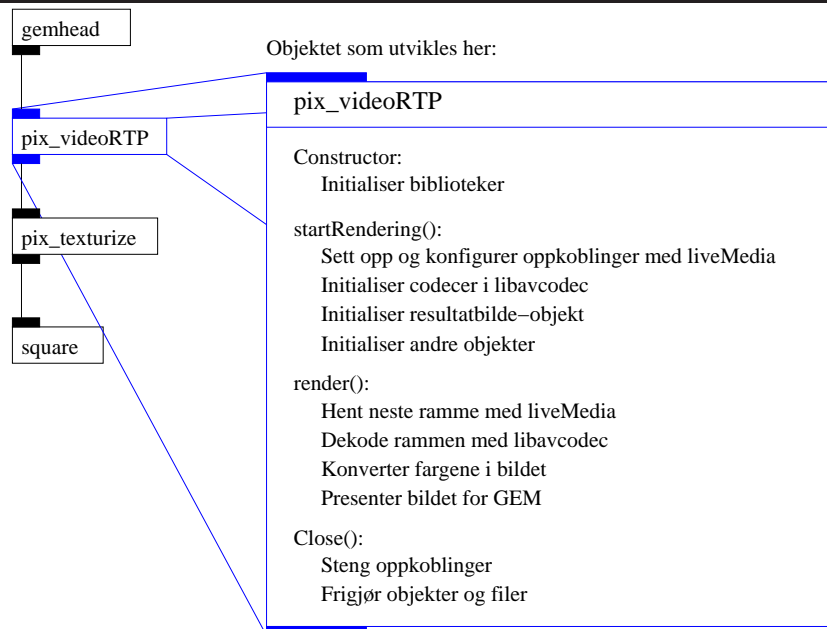 gemhead
pix_videoRTP
pix_texturize
square
Objektet som utvikles her:
pix_videoRTP
Constructor:
Initialiser biblioteker
startRendering():
Sett opp og konfigurer oppkoblinger med liveMedia
Initialiser codecer i libavcodec
Initialiser resultatbilde−objekt
Initialiser andre objekter
render():
Hent neste ramme med liveMedia
Dekode rammen med libavcodec
Konverter fargene i bildet
Presenter bildet for GEM
Close():
Steng oppkoblinger
Frigjør objekter og filer